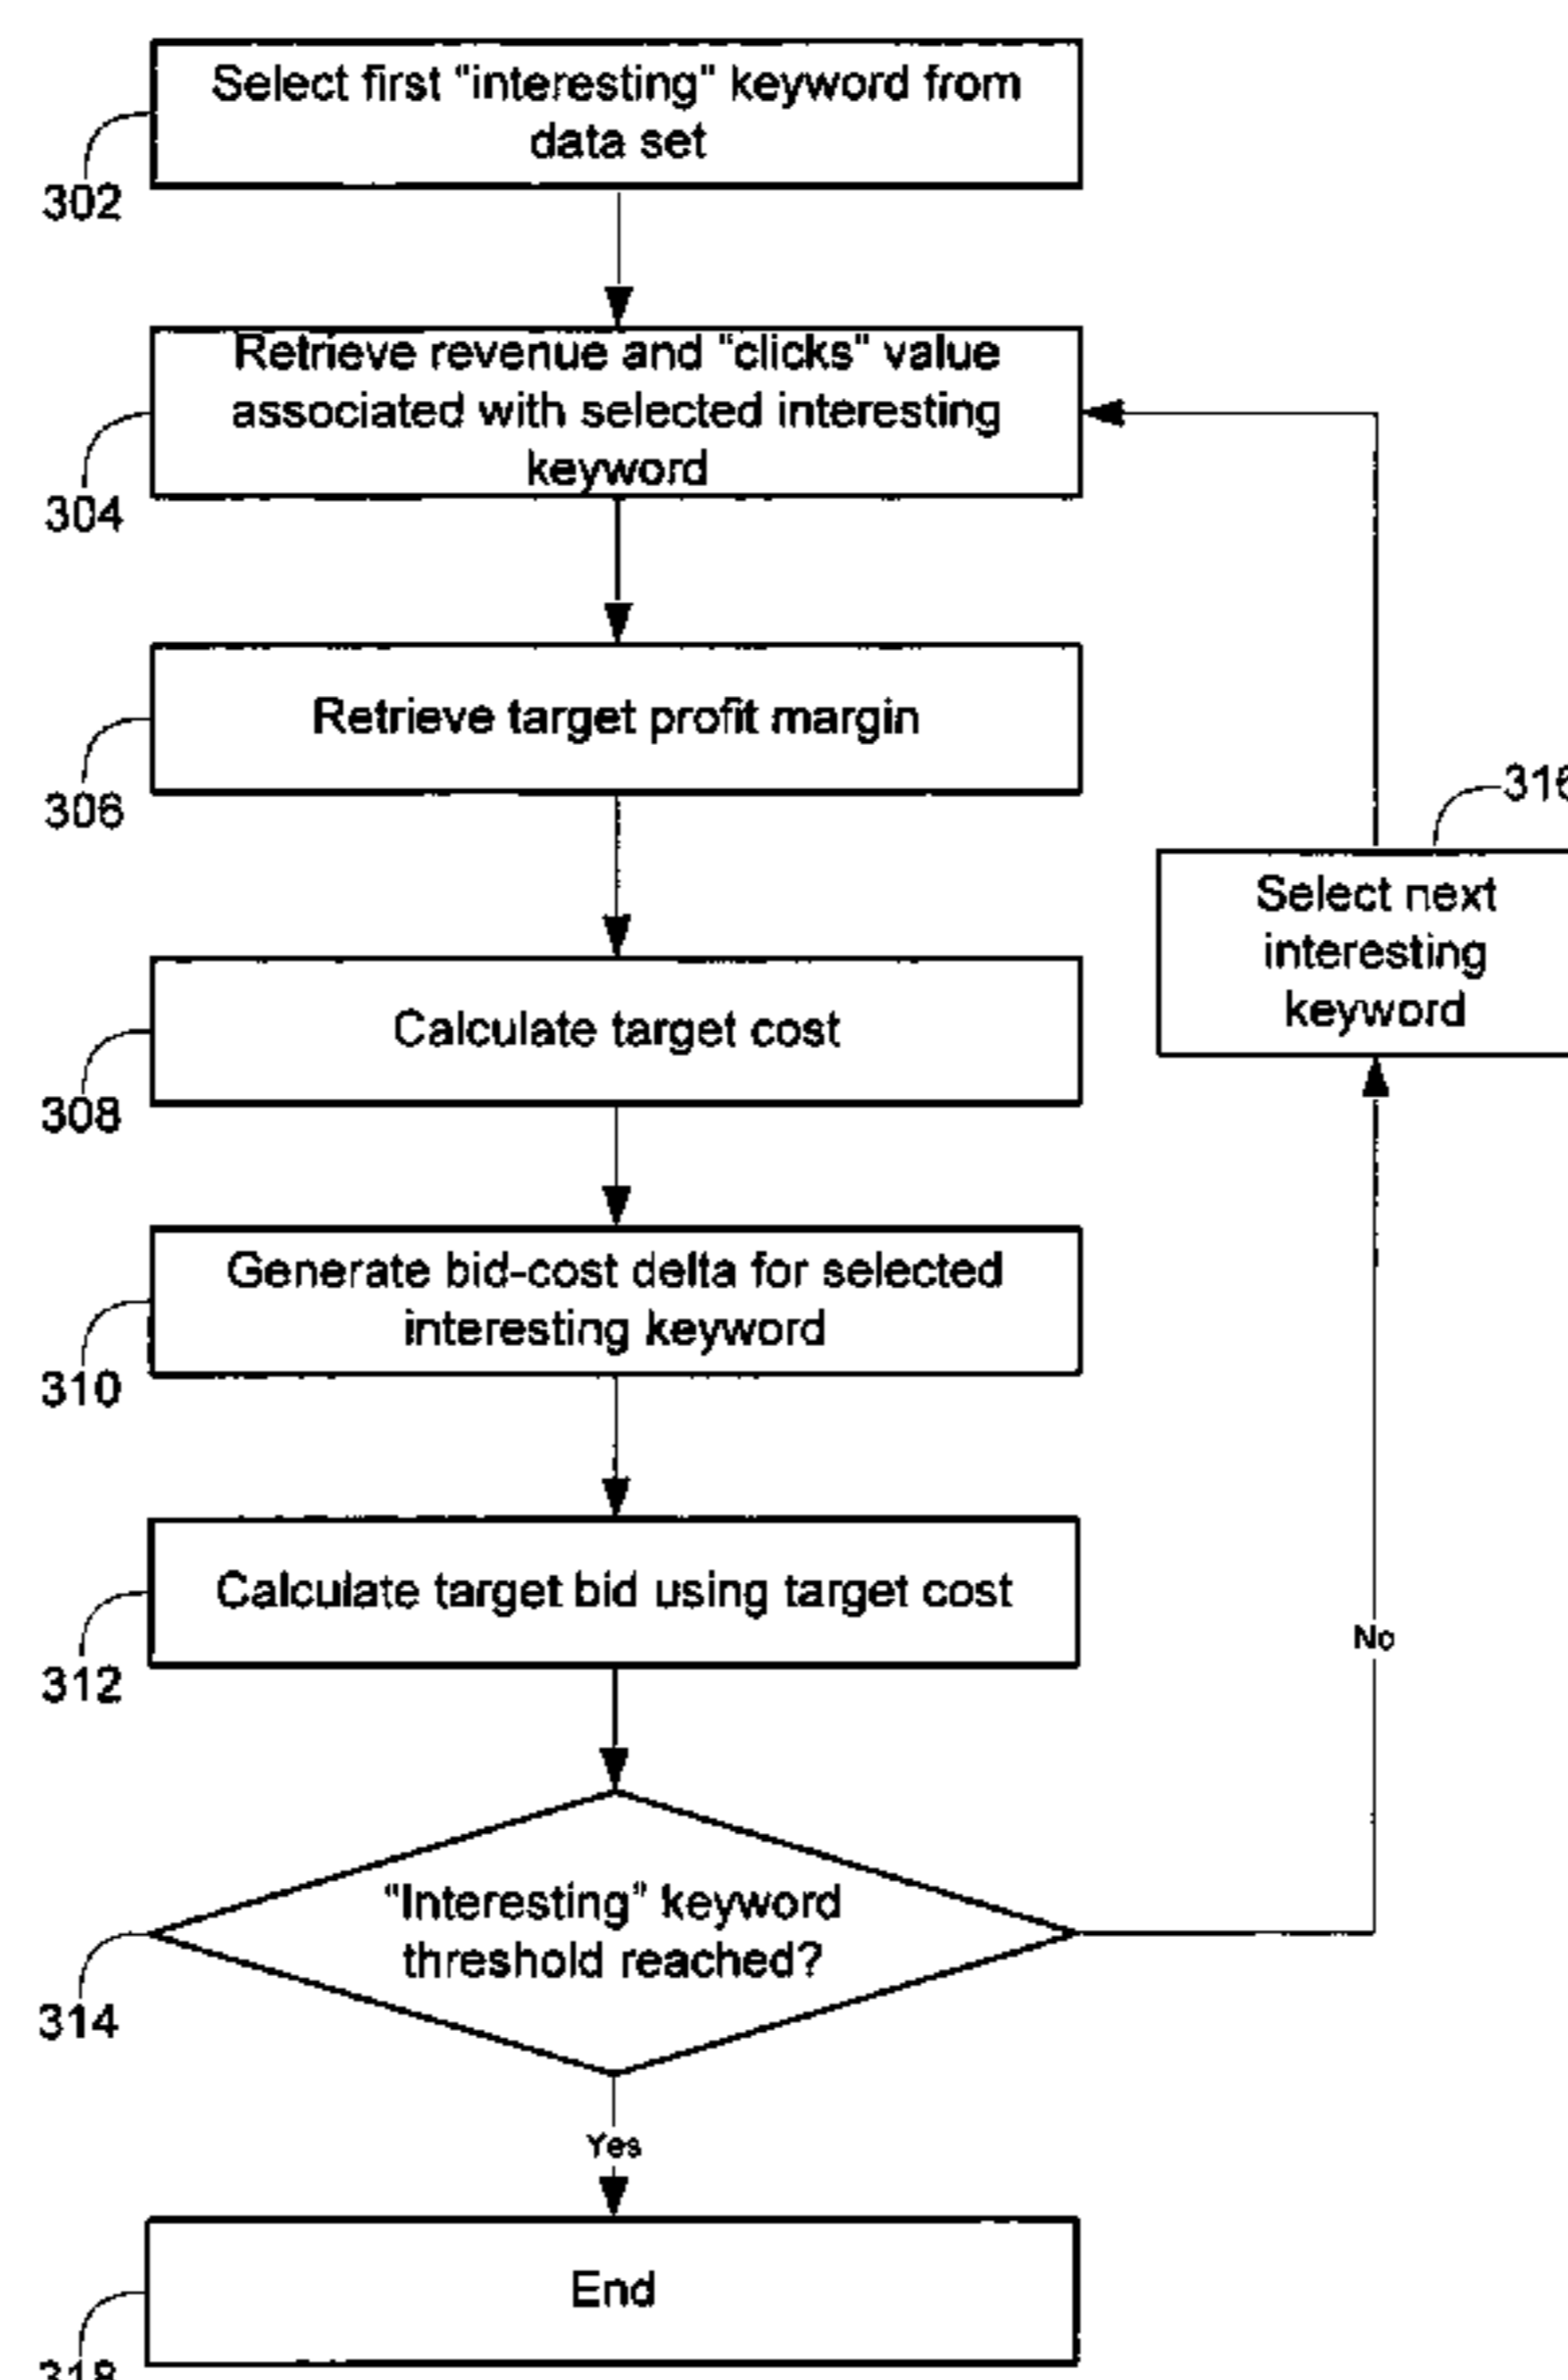 Select first "interesting" keyword from
data set
302
Retrieve revenue and "clicks" value
associated with selected interesting
keyword
304
Retrieve target profit margin
306
316
Select next
interesting
keyword
Calculate target cost
308
Generate bid-cost delta for selected
interesting keyword
310
Calculate target bid using target cost
312
No
"Interesting" keyword
threshold reached?
314
Yes
End
318